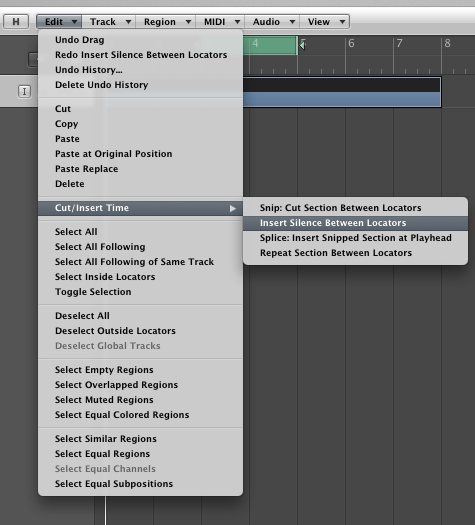 H Edit Track Region MIDI Audio View
4 5 6 7 8
I
Undo Drag
Redo Insert Silence Between Locators
Undo History...
Delete Undo History
Cut
Copy
Paste
Paste at Original Position
Paste Replace
Delete
Cut/Insert Time
Snip: Cut Section Between Locators
Insert Silence Between Locators
Splice: Insert Snipped Section at Playhead
Repeat Section Between Locators
Select All
Select All Following
Select All Following of Same Track
Select Inside Locators
Toggle Selection
Deselect All
Deselect Outside Locators
Deselect Global Tracks
Select Empty Regions
Select Overlapped Regions
Select Muted Regions
Select Equal Colored Regions
Select Similar Regions
Select Equal Regions
Select Equal Channels
Select Equal Subpositions